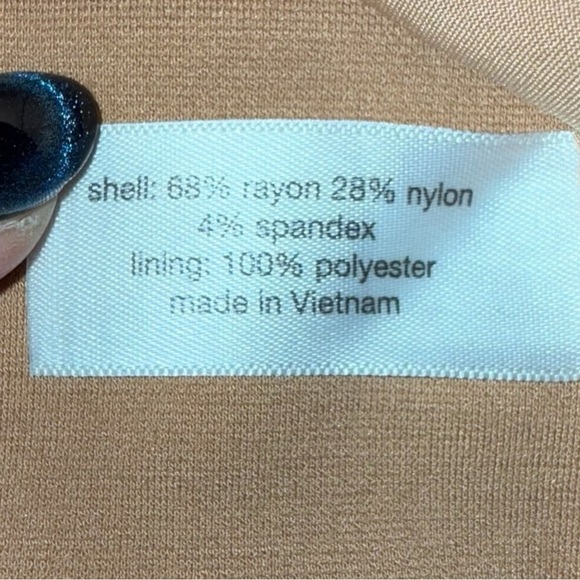 shell: 68% rayon 28% nylon
4% spandex
lining: 100% polyester
made in Vietnam